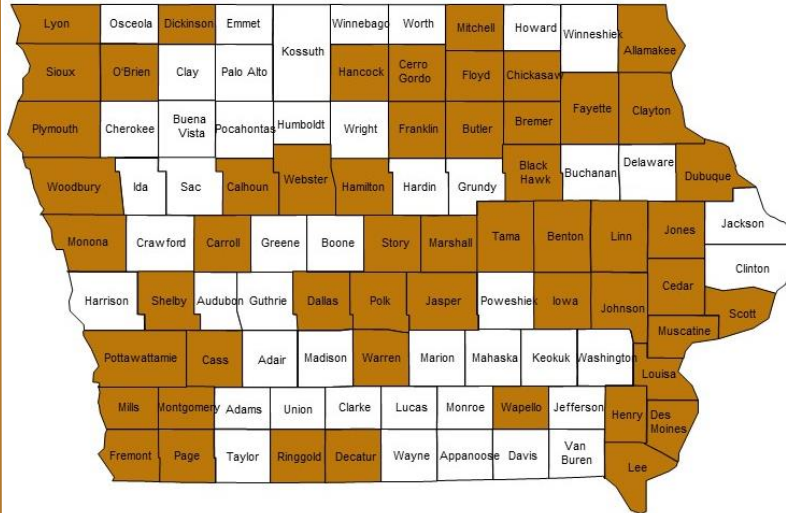 Lyon
Osceola
Dickinson
Emmet
Kossuth
Winnebago
Worth
Mitchell
Howard
Winneshiek
Allamakee
Sioux
O'Brien
Clay
Palo Alto
Hancock
Cerro
Gordo
Floyd
Chickasaw
Fayette
Clayton
Plymouth
Cherokee
Buena
Vista
Pocahontas
Humboldt
Wright
Franklin
Butler
Bremer
Woodbury
Ida
Sac
Calhoun
Webster
Hamilton
Hardin
Grundy
Black
Hawk
Buchanan
Delaware
Dubuque
Monona
Crawford
Carroll
Greene
Boone
Story
Marshall
Tama
Benton
Linn
Jones
Jackson
Clinton
Harrison
Shelby
Audubon
Guthrie
Dallas
Polk
Jasper
Poweshiek
Iowa
Johnson
Cedar
Scott
Muscatine
Pottawattamie
Cass
Adair
Madison
Warren
Marion
Mahaska
Keokuk
Washington
Louisa
Mills
Montgomery
Adams
Union
Clarke
Lucas
Monroe
Wapello
Jefferson
Henry
Des
Moines
Fremont
Page
Taylor
Ringgold
Decatur
Wayne
Appanoose
Davis
Van
Buren
Lee